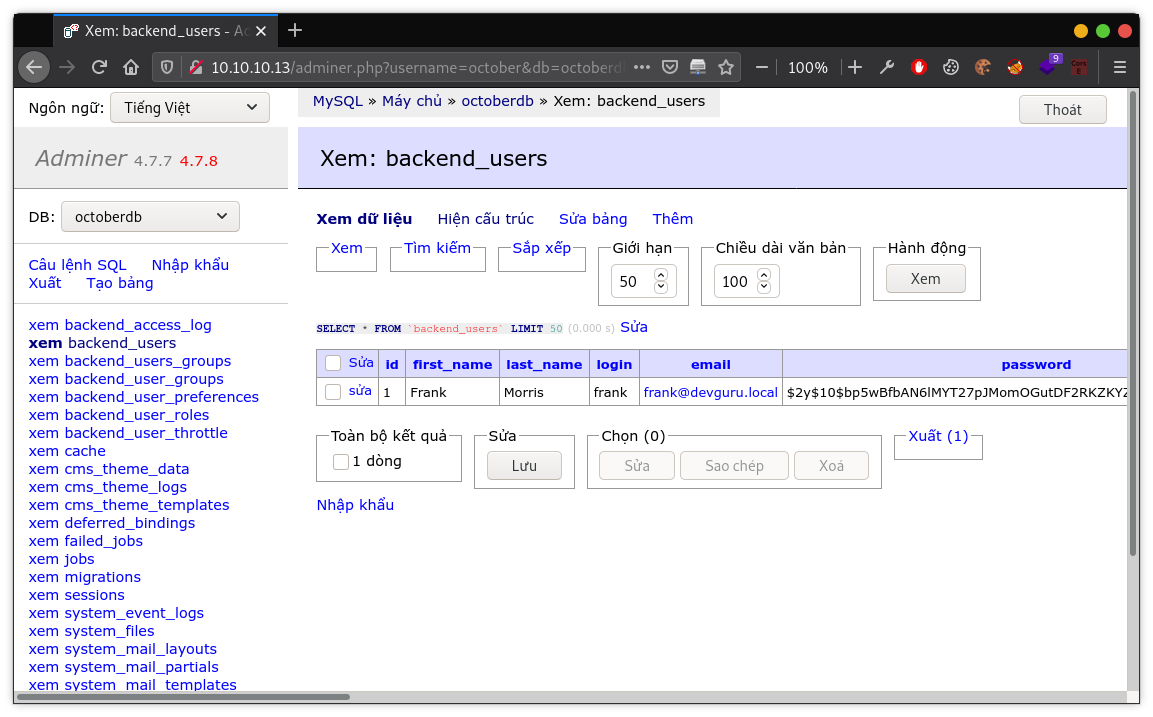 Xem: backend_users - Ad
10.10.10.13/adminer.php?username=october&db=octoberd
100%
9
Ngôn ngữ: Tiếng Việt
MySQL » Máy chủ » octoberdb » Xem: backend_users
Thoát
Adminer 4.7.7 4.7.8
Xem: backend_users
DB: octoberdb
Câu lệnh SQL Nhập khẩu
Xuất Tạo bảng
xem backend_access_log
xem backend_users
xem backend_users_groups
xem backend_user_groups
xem backend_user_preferences
xem backend_user_roles
xem backend_user_throttle
xem cache
xem cms_theme_data
xem cms_theme_logs
xem cms_theme_templates
xem deferred_bindings
xem failed_jobs
xem jobs
xem migrations
xem sessions
xem system_event_logs
xem system_files
xem system_mail_layouts
xem system_mail_partials
xem system_mail_templates
Xem dữ liệu Hiện cấu trúc Sửa bảng Thêm
Xem Tìm kiếm Sắp xếp Giới hạn Chiều dài văn bản Hành động
50 100 Xem
SELECT * FROM `backend_users` LIMIT 50 (0.000 s) Sửa
Sửa id first_name last_name login email password
sửa 1 Frank Morris frank frank@devguru.local $2y$10$bp5wBfbAN6lMYT27pJMomOGutDF2RKZKYZ
Toàn bộ kết quả Sửa Chọn (0) Xuất (1)
1 dòng Lưu Sửa Sao chép Xoá
Nhập khẩu